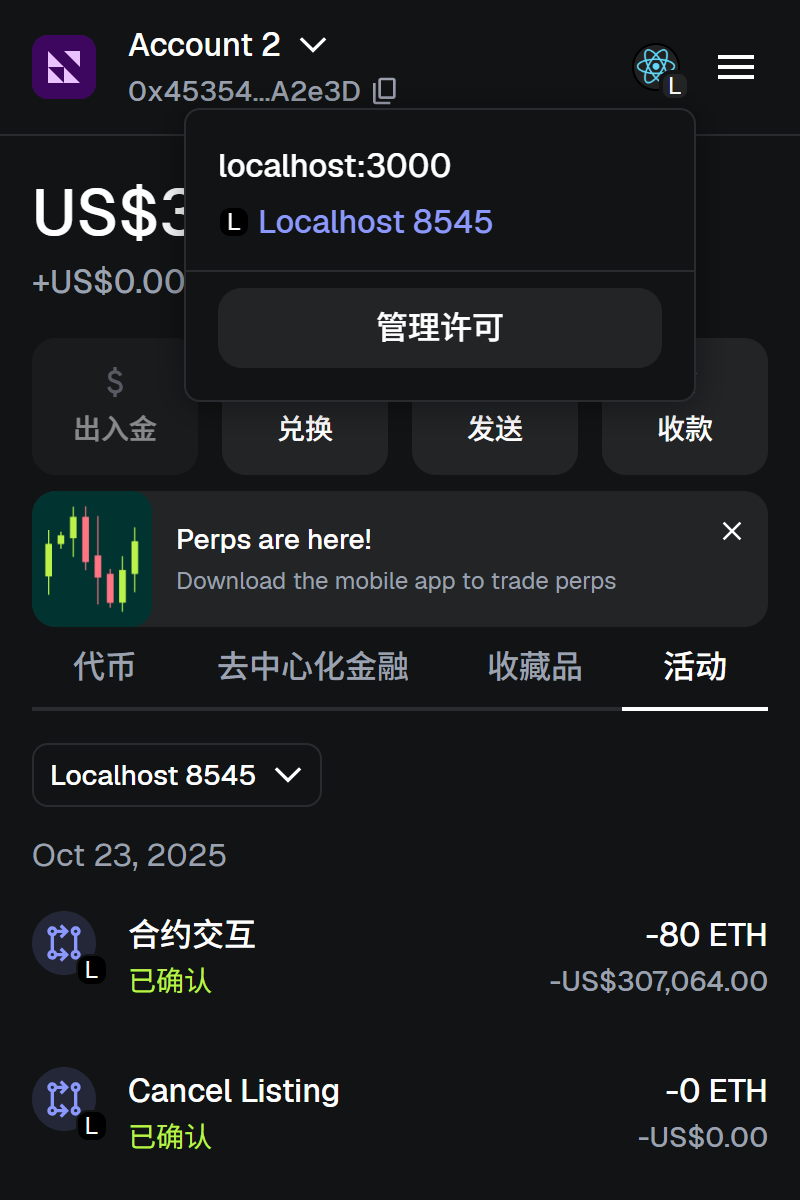 Account 2
0x45354...A2e3D
L
localhost:3000
L Localhost 8545
管理许可
US$3
+US$0.00
$
出入金
兑换
发送
收款
Perps are here!
Download the mobile app to trade perps
代币
去中心化金融
收藏品
活动
Localhost 8545
Oct 23, 2025
合约交互
-80 ETH
L
已确认
-US$307,064.00
Cancel Listing
-0 ETH
L
已确认
-US$0.00